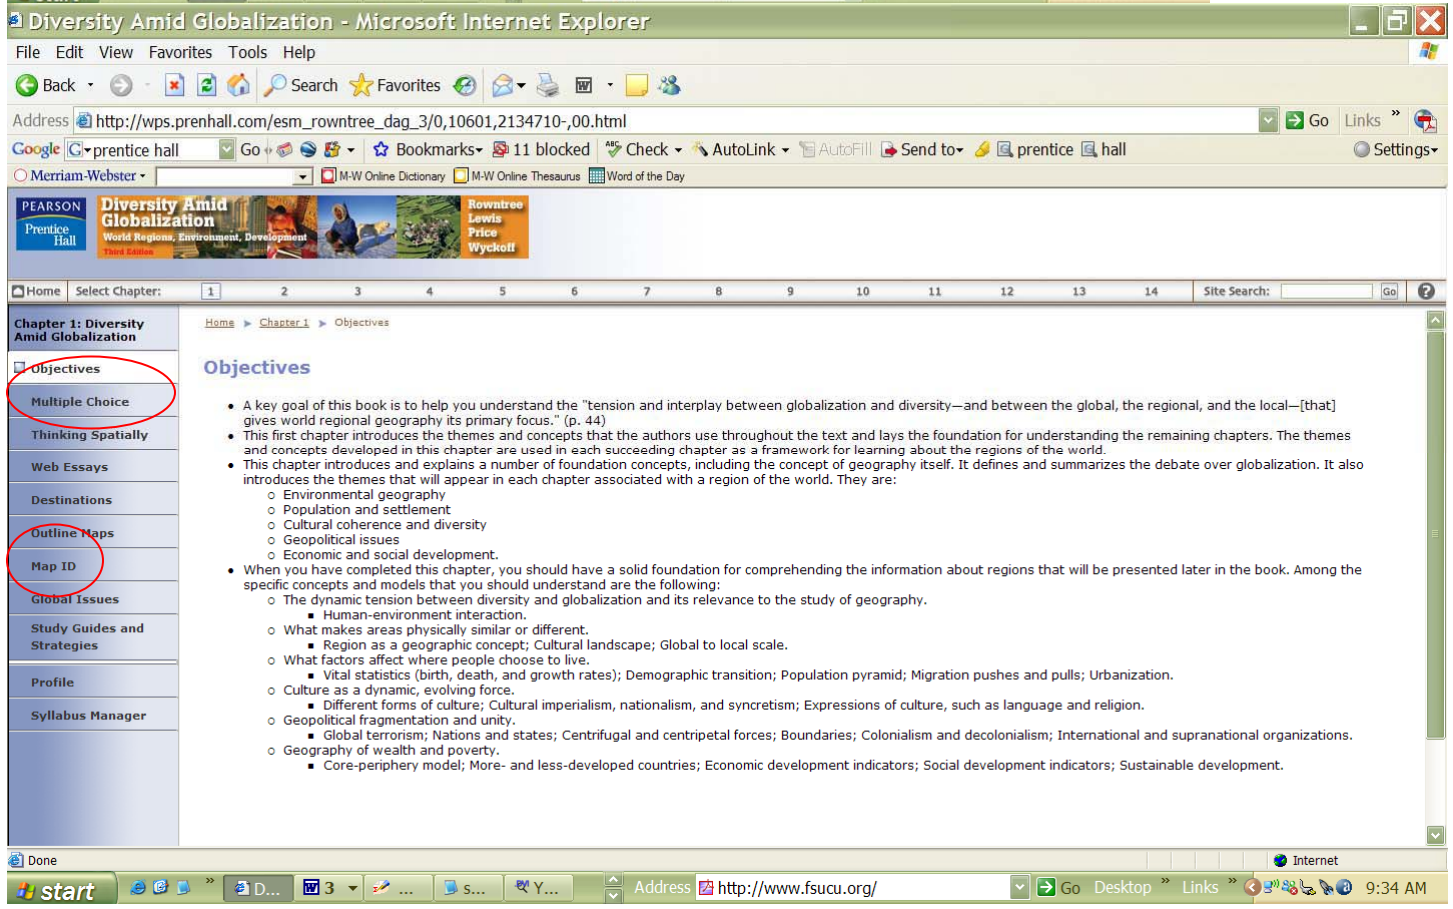 Diversity Amid Globalization - Microsoft Internet Explorer
File Edit View Favorites Tools Help
Back Search Favorites
Address http://wps.prenhall.com/esm_rowntree_dag_3/0,10601,2134710-,00.html Go Links »
Google prentice hall Go Bookmarks 11 blocked Check AutoLink AutoFill Send to prentice hall Settings
Merriam-Webster M-W Online Dictionary M-W Online Thesaurus Word of the Day
PEARSON
Prentice
Hall
Diversity Amid
Globalization
World Regions, Environment, Development
Third Edition
Rowntree
Lewis
Price
Wyckoff
Home Select Chapter: 1 2 3 4 5 6 7 8 9 10 11 12 13 14 Site Search: Go ?
Chapter 1: Diversity
Amid Globalization
Objectives
Multiple Choice
Thinking Spatially
Web Essays
Destinations
Outline Maps
Map ID
Global Issues
Study Guides and
Strategies
Profile
Syllabus Manager
Home Chapter 1 Objectives
Objectives
• A key goal of this book is to help you understand the "tension and interplay between globalization and diversity—and between the global, the regional, and the local—[that]
gives world regional geography its primary focus." (p. 44)
• This first chapter introduces the themes and concepts that the authors use throughout the text and lays the foundation for understanding the remaining chapters. The themes
and concepts developed in this chapter are used in each succeeding chapter as a framework for learning about the regions of the world.
• This chapter introduces and explains a number of foundation concepts, including the concept of geography itself. It defines and summarizes the debate over globalization. It also
introduces the themes that will appear in each chapter associated with a region of the world. They are:
o Environmental geography
o Population and settlement
o Cultural coherence and diversity
o Geopolitical issues
o Economic and social development.
• When you have completed this chapter, you should have a solid foundation for comprehending the information about regions that will be presented later in the book. Among the
specific concepts and models that you should understand are the following:
o The dynamic tension between diversity and globalization and its relevance to the study of geography.
▪ Human-environment interaction.
o What makes areas physically similar or different.
▪ Region as a geographic concept; Cultural landscape; Global to local scale.
o What factors affect where people choose to live.
▪ Vital statistics (birth, death, and growth rates); Demographic transition; Population pyramid; Migration pushes and pulls; Urbanization.
o Culture as a dynamic, evolving force.
▪ Different forms of culture; Cultural imperialism, nationalism, and syncretism; Expressions of culture, such as language and religion.
o Geopolitical fragmentation and unity.
▪ Global terrorism; Nations and states; Centrifugal and centripetal forces; Boundaries; Colonialism and decolonialism; International and supranational organizations.
o Geography of wealth and poverty.
▪ Core-periphery model; More- and less-developed countries; Economic development indicators; Social development indicators; Sustainable development.
Done Internet
start » D... 3 ... s... Y... Address http://www.fsucu.org/ Go Desktop » Links » 9:34 AM